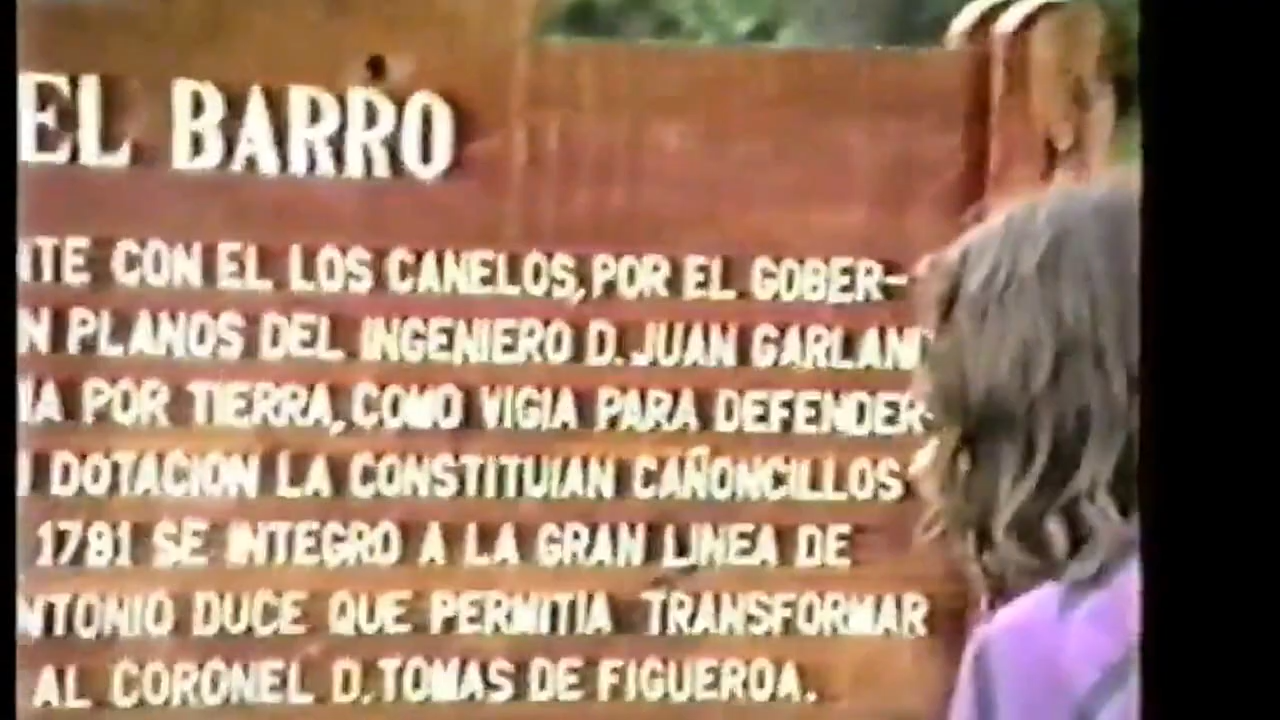 EL BARRO
TE CON EL LOS CANELOS, POR EL GOBER-
N PLANOS DEL INGENIERO D. JUAN GARLAN
IA POR TIERRA, COMO VIGIA PARA DEFENDER-
DOTACION LA CONSTITUIAN CAÑONCILLOS
1781 SE INTEGRO A LA GRAN LINEA DE
NTONIO DUCE QUE PERMITIA TRANSFORMAR
AL CORONEL D. TOMAS DE FIGUEROA.